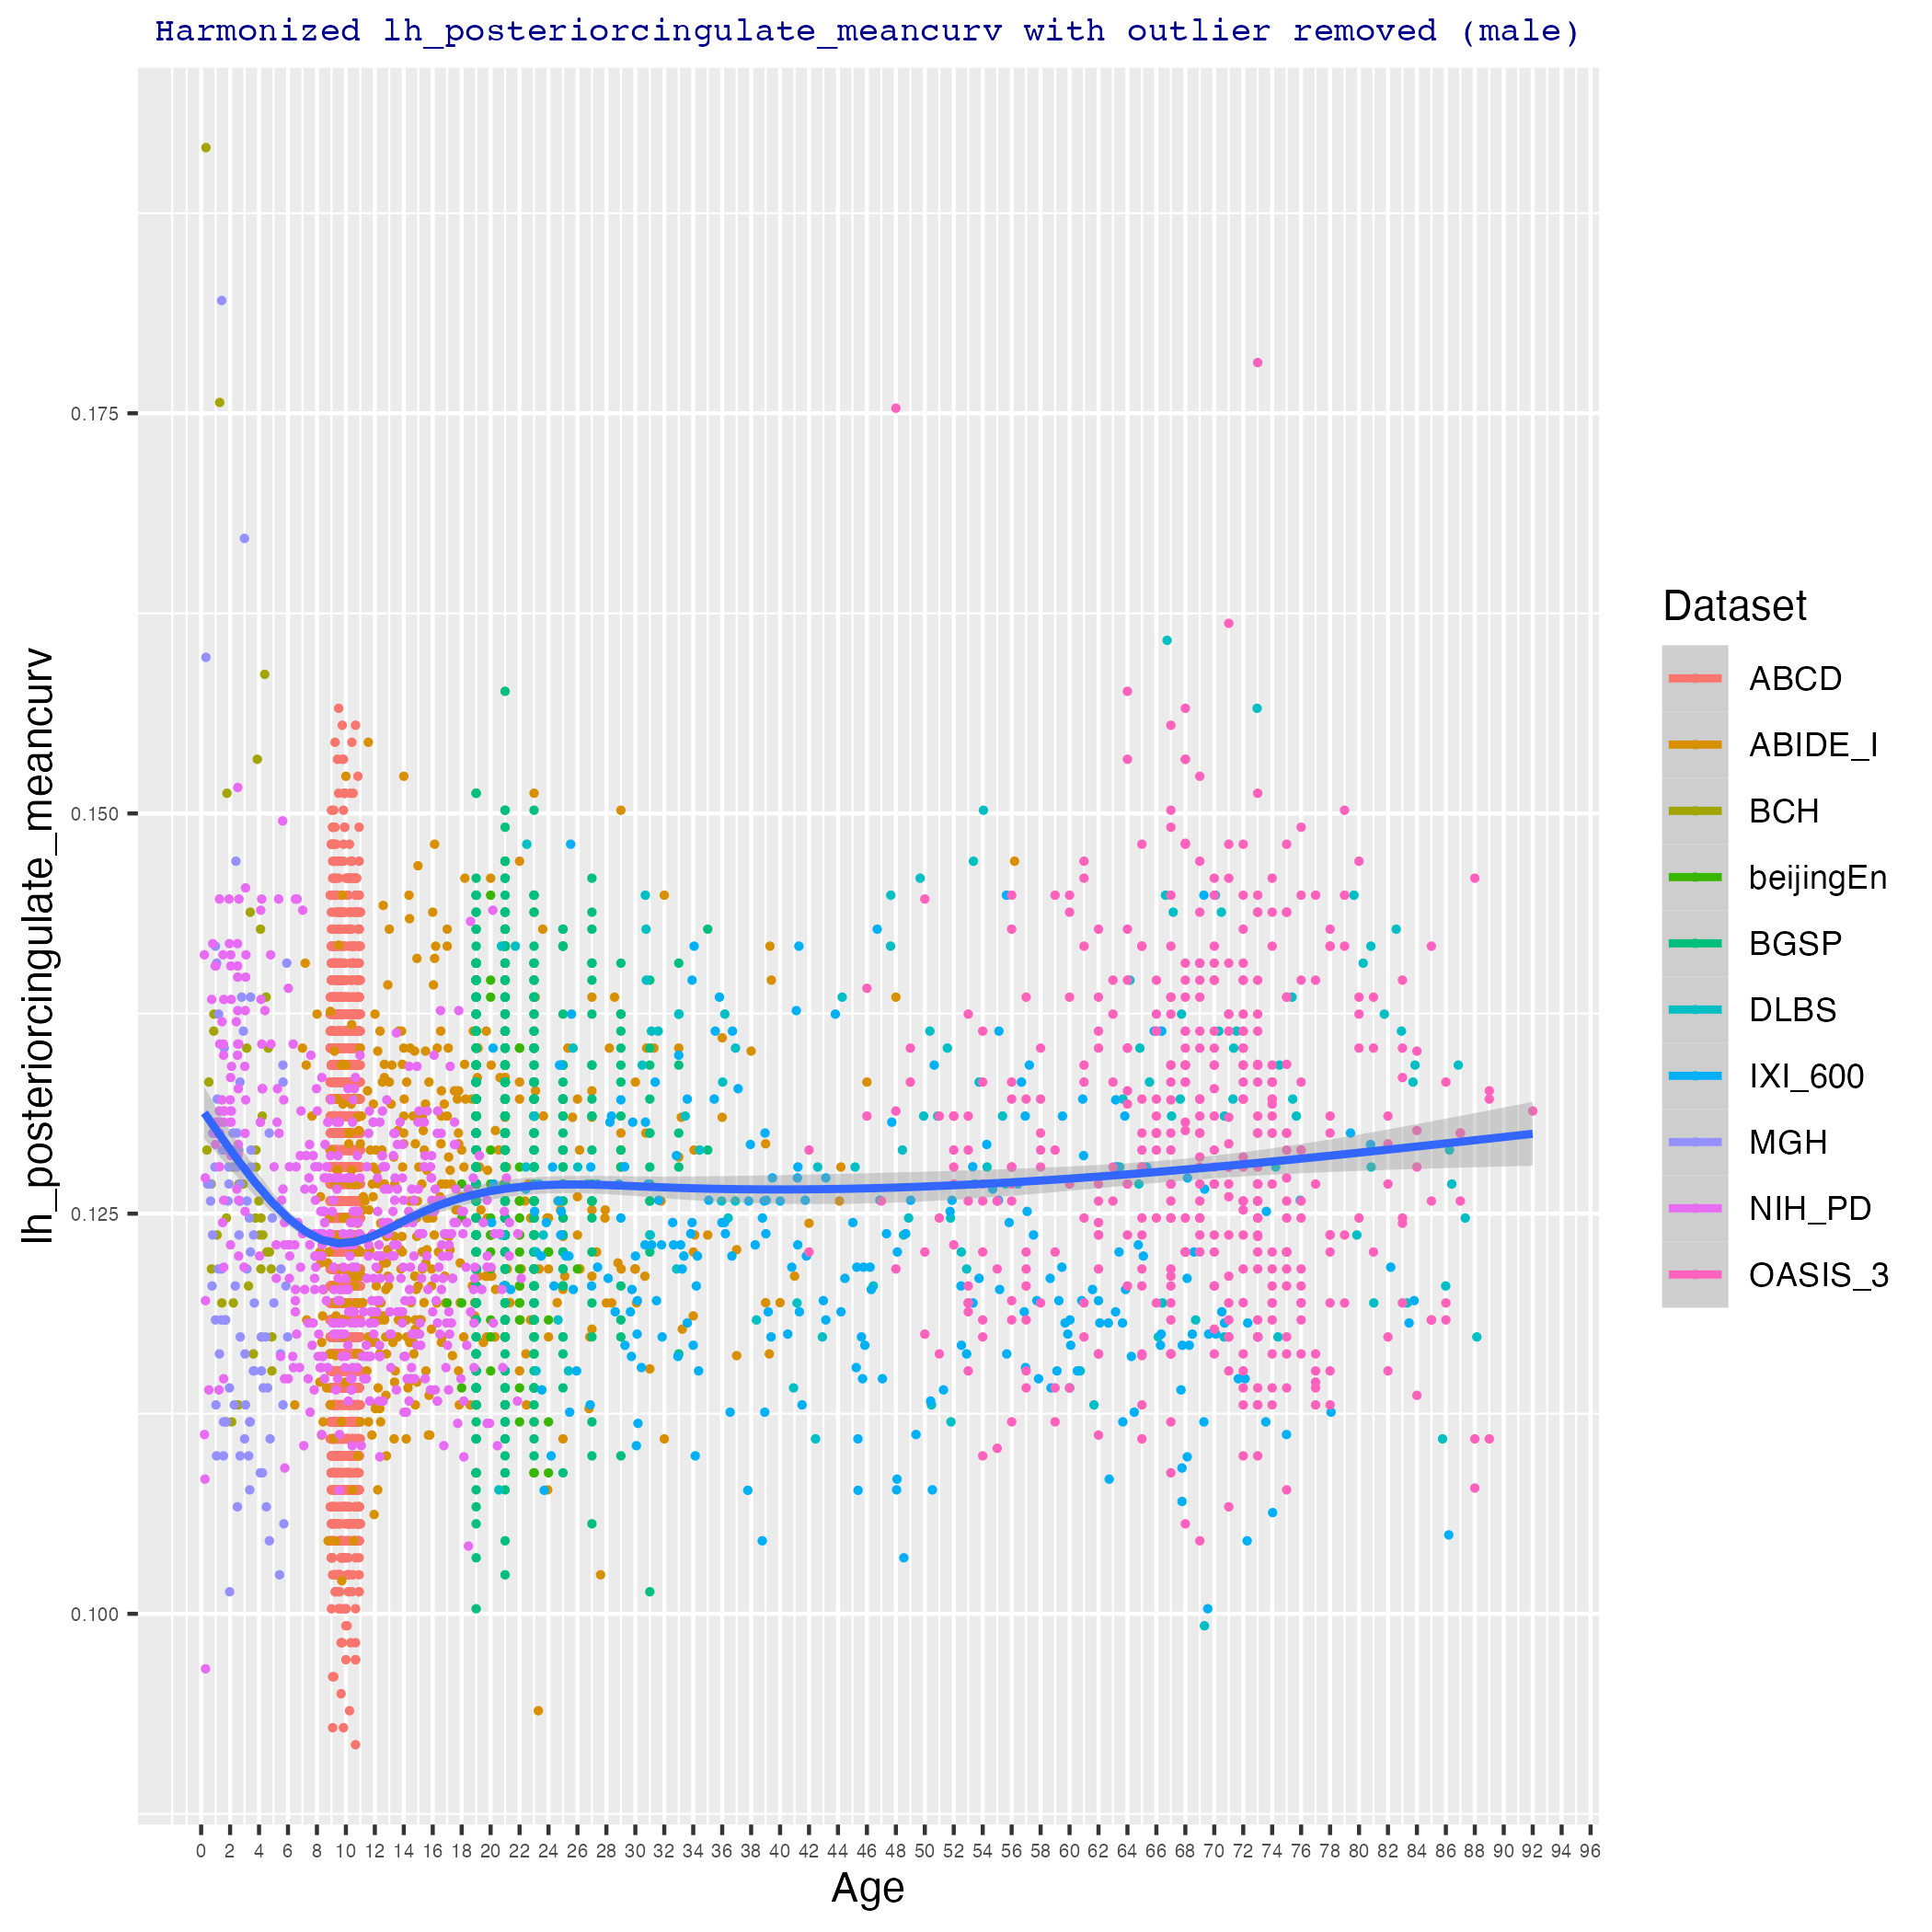 Harmonized lh_posteriorcingulate_meancurv with outlier removed (male)
lh_posteriorcingulate_meancurv
0.175
0.150
0.125
0.100
0 2 4 6 8 10 12 14 16 18 20 22 24 26 28 30 32 34 36 38 40 42 44 46 48 50 52 54 56 58 60 62 64 66 68 70 72 74 76 78 80 82 84 86 88 90 92 94 96
Age
Dataset
ABCD
ABIDE_I
BCH
beijingEn
BGSP
DLBS
IXI_600
MGH
NIH_PD
OASIS_3